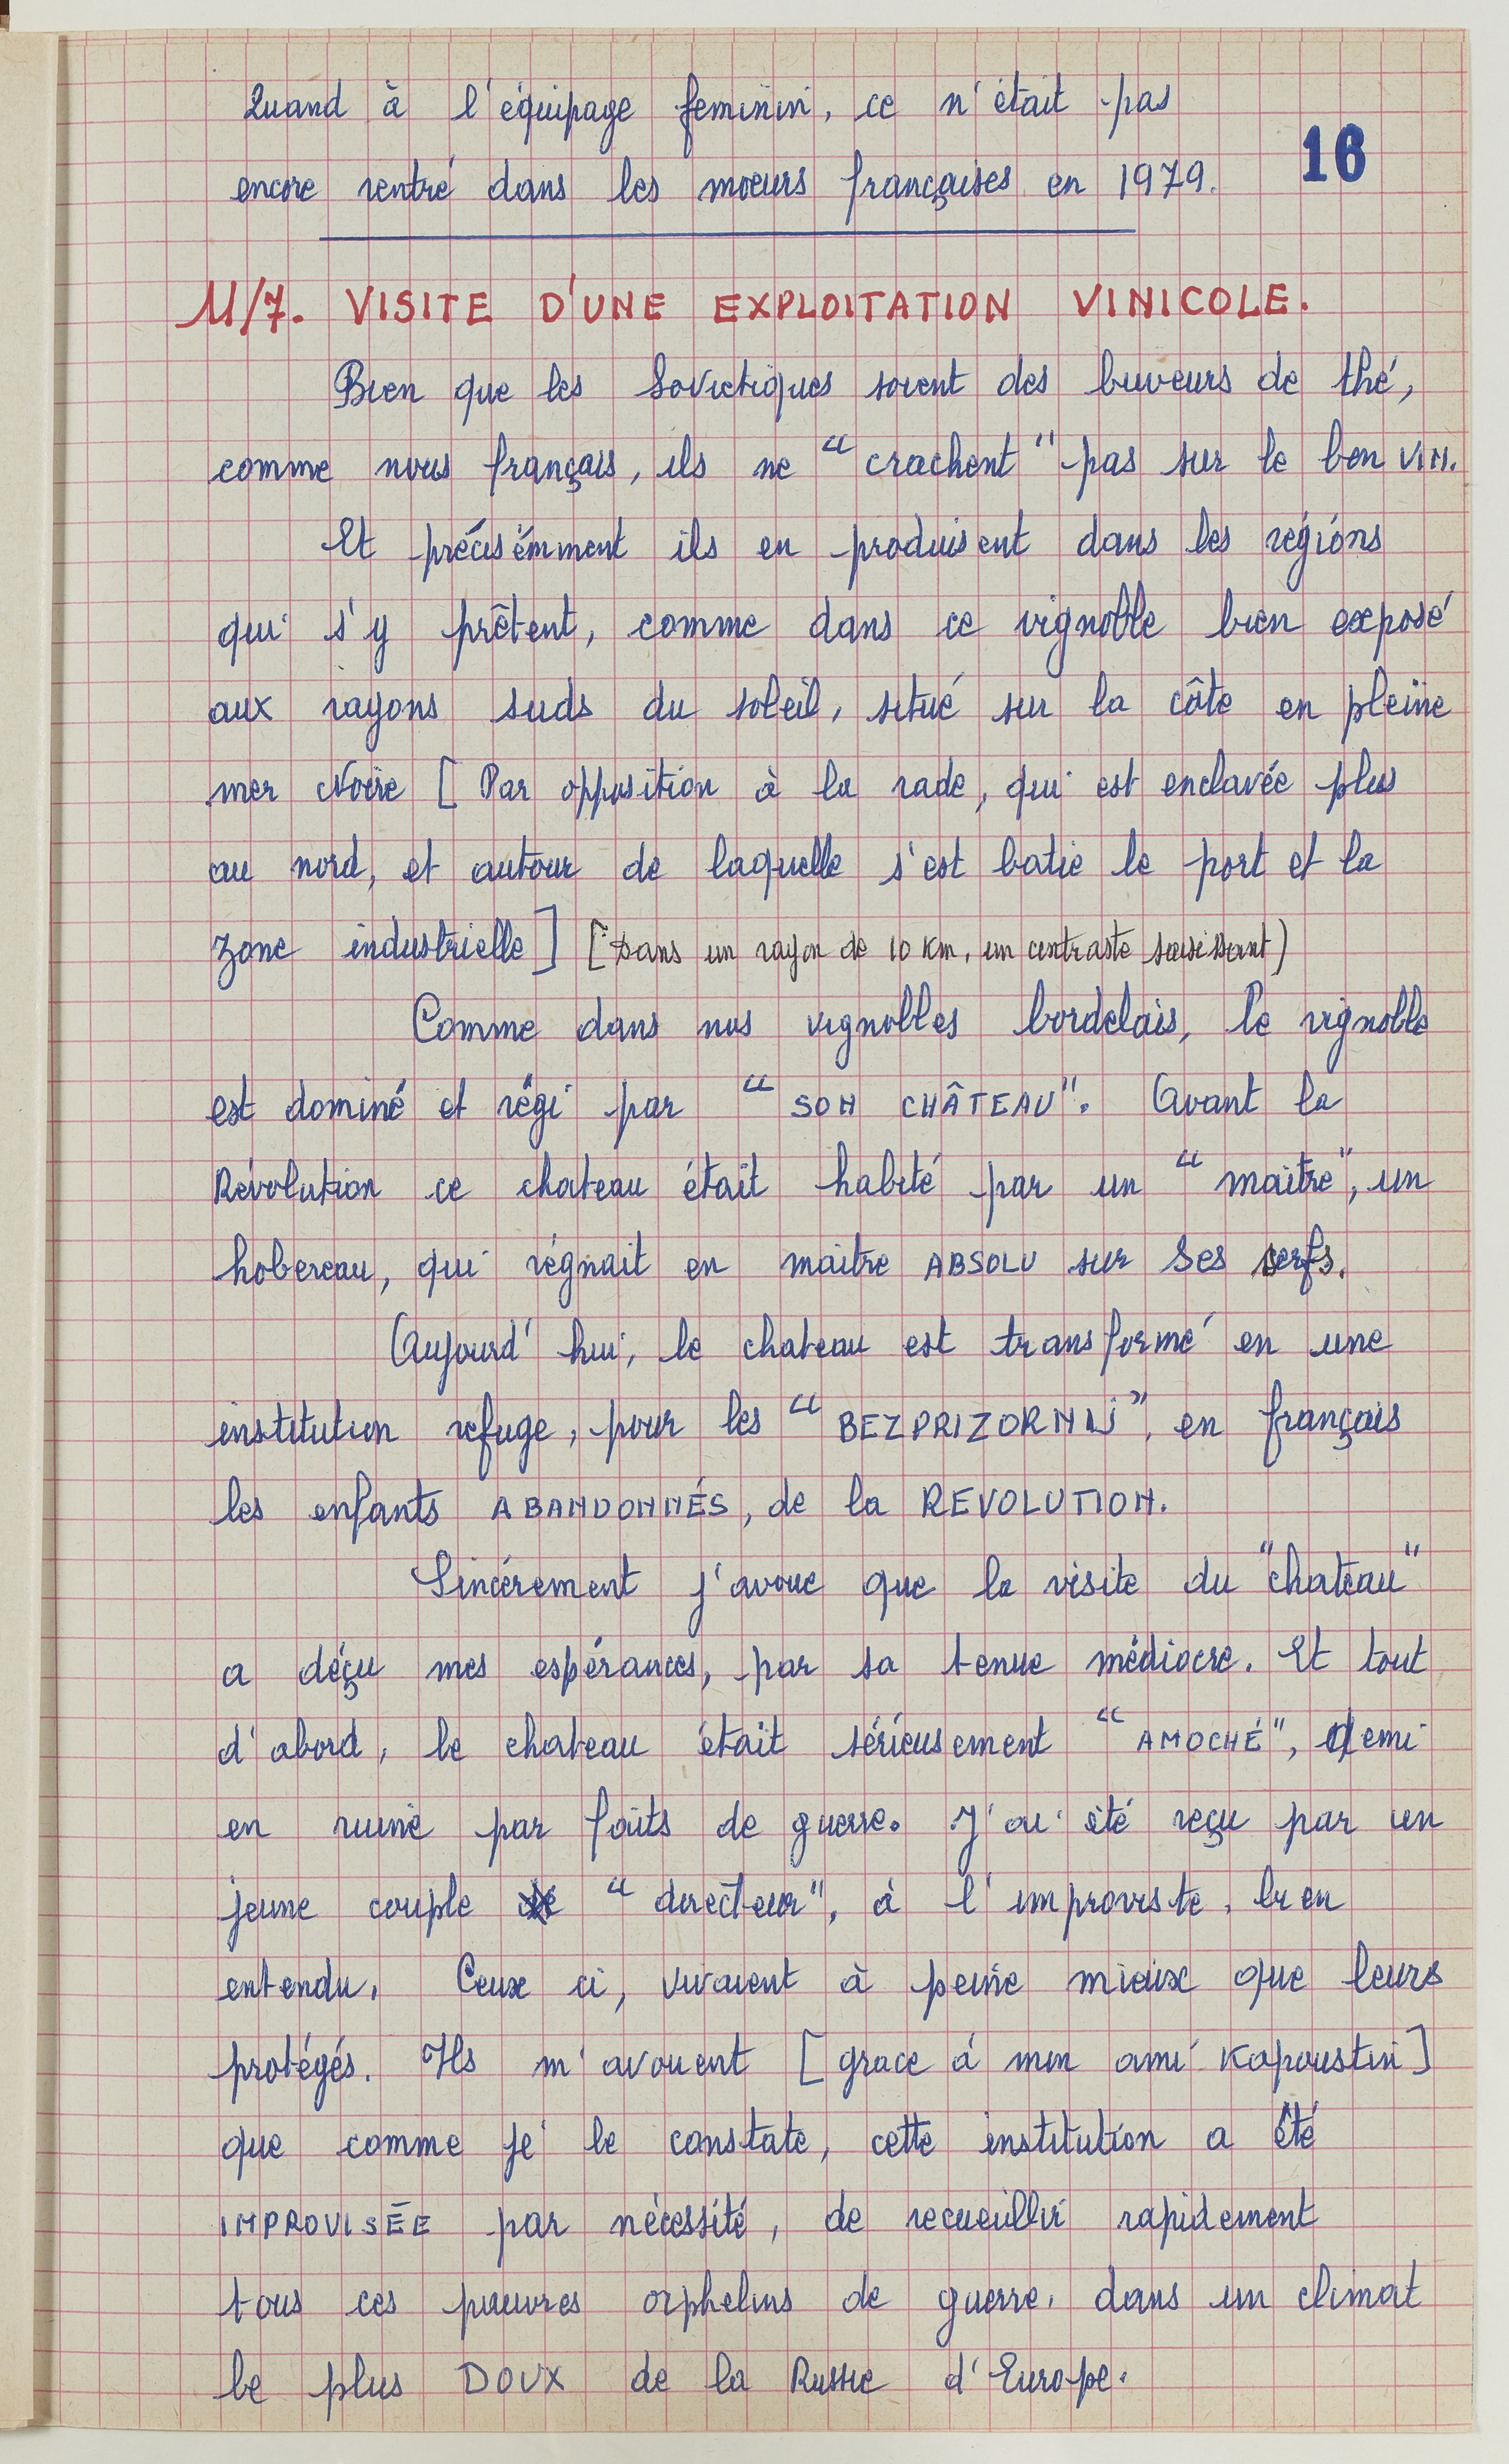 Quand à l'équipage feminin, ce n'était pas
16
encore rentré dans les moeurs françaises en 1979.
11/7. VISITE D'UNE EXPLOITATION VINICOLE.
Bien que les Sovietiques soient des buveurs de thé,
comme nous français, ils ne "crachent" pas sur le bon VIN.
Et précisémment ils en produisent dans les régions
qui s'y prêtent, comme dans ce vignoble bien exposé
aux rayons suds du soleil, situé sur la côte en pleine
mer Noire [Par opposition à la rade, qui est enclavée plus
au nord, et autour de laquelle s'est batie le port et la
zone industrielle] [Dans un rayon de 10 Km, un contraste saisissant)
Comme dans nos vignobles bordelais, le vignoble
est dominé et régi par "SON CHÂTEAU". Avant la
Révolution ce chateau était habité par un "maitre", un
hobereau, qui régnait en maitre ABSOLU sur ses serfs.
Aujourd'hui, le chateau est transformé en une
institution refuge, pour les "BEZPRIZORNIJ", en français
les enfants ABANDONNÉS, de la REVOLUTION.
Sincérement j'avoue que la visite du "chateau"
a déçu mes espérances, par sa tenue médiocre. Et tout
d'abord, le chateau était sérieusement "AMOCHÉ", demi
en ruine par faits de guerre. J'ai été reçu par un
jeune couple "directeur", à l'improviste, bien
entendu. Ceux ci, vivaient à peine mieux que leurs
protégés. Ils m'avouent [grace à mon ami Kapoustin]
que comme je le constate, cette institution a été
IMPROVISÉE par nécessité, de recueillir rapidement
tous ces pauvres orphelins de guerre, dans un climat
le plus DOUX de la Russie d'Europe.